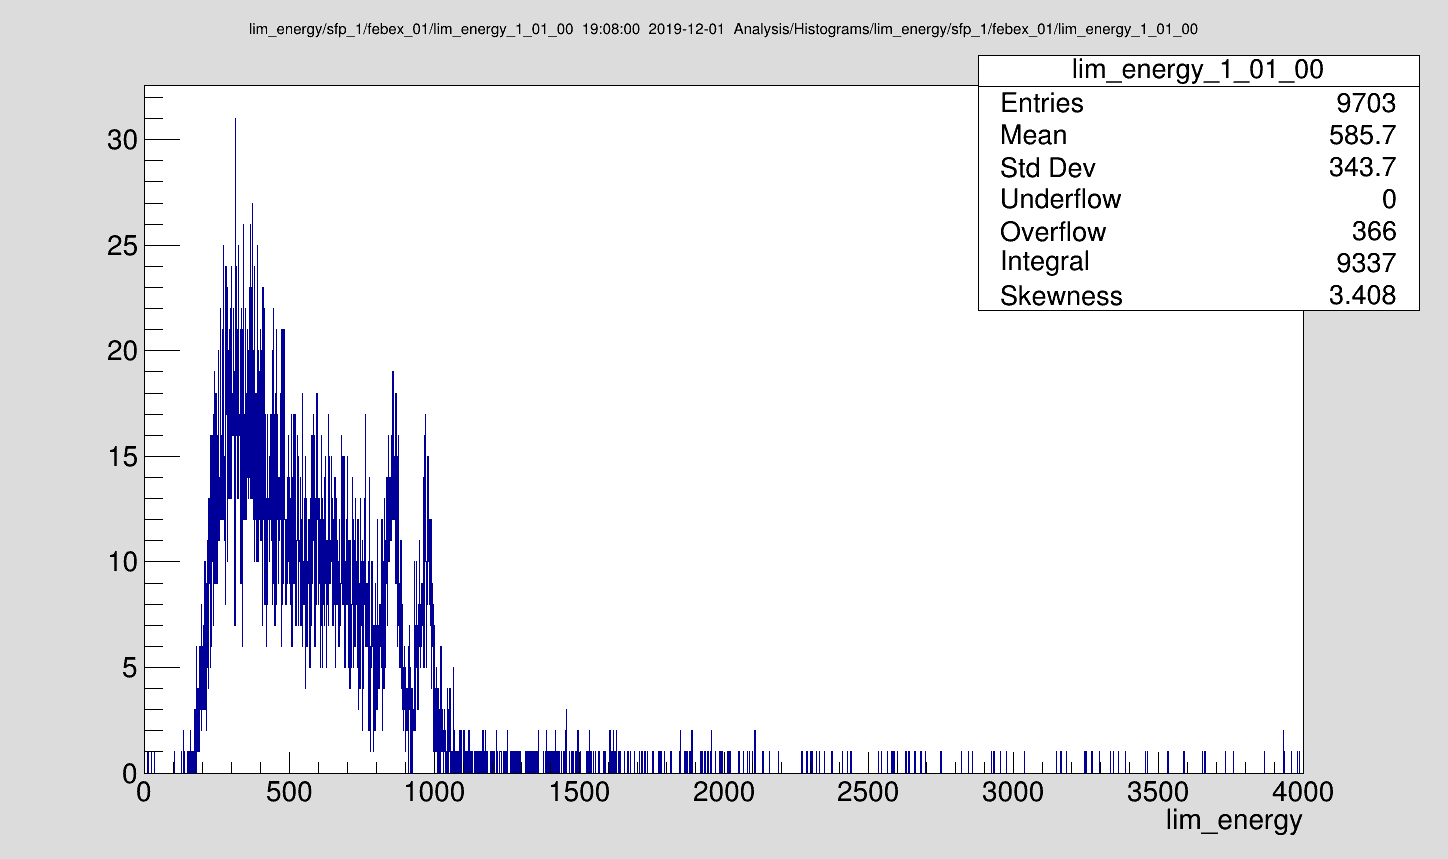 lim_energy/sfp_1/febex_01/lim_energy_1_01_00 19:08:00 2019-12-01 Analysis/Histograms/lim_energy/sfp_1/febex_01/lim_energy_1_01_00
lim_energy_1_01_00
Entries 9703
Mean 585.7
Std Dev 343.7
Underflow 0
Overflow 366
Integral 9337
Skewness 3.408
30
25
20
15
10
5
0
0 500 1000 1500 2000 2500 3000 3500 4000
lim_energy